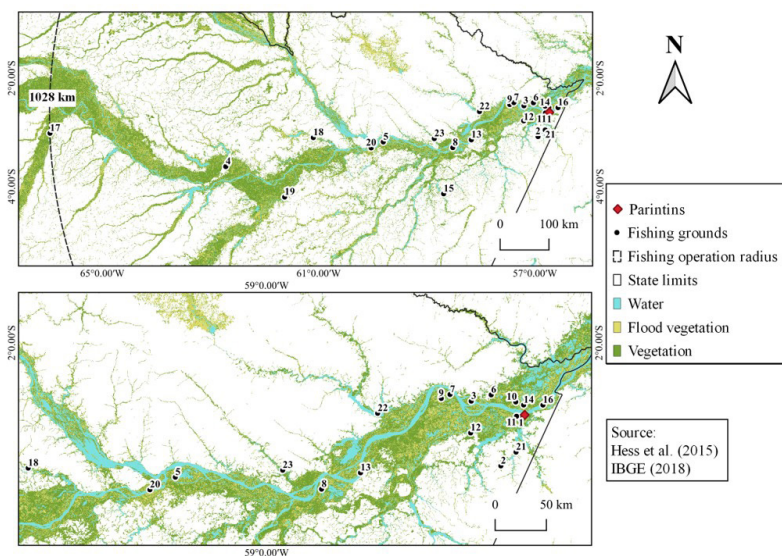 1028 km
17
4
18
19
20
5
23
8
13
15
22
9
7
3
6
14
16
12
11
1
2
21
0 100 km
2°0.00'S
4°0.00'S
2°0.00'S
65°0.00'W
61°0.00'W
57°0.00'W
59°0.00'W
18
20
5
23
8
13
22
9
7
3
6
10
14
16
12
11
1
2
21
0 50 km
2°0.00'S
2°0.00'S
59°0.00'W
N
Parintins
Fishing grounds
Fishing operation radius
State limits
Water
Flood vegetation
Vegetation
Source:
Hess et al. (2015)
IBGE (2018)